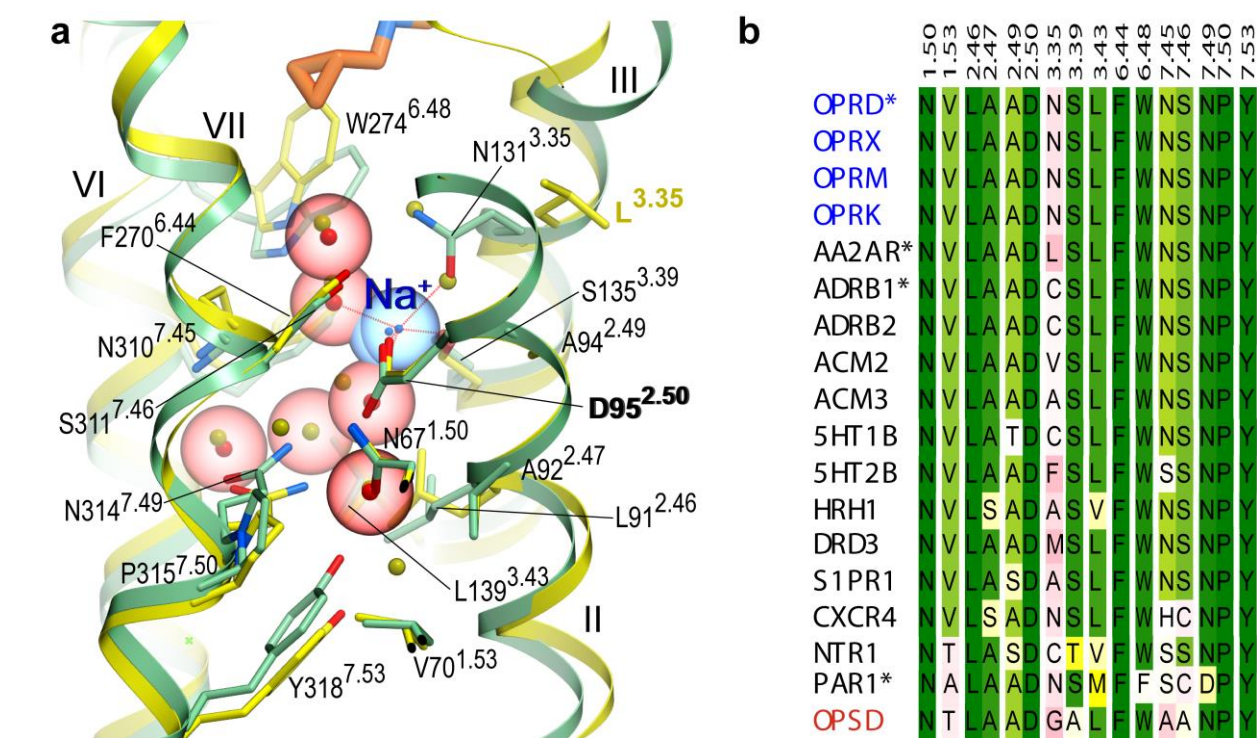 a
III
W274^6.48
VII
N131^3.35
VI
L^3.35
F270^6.44
Na+
S135^3.39
N310^7.45
A94^2.49
S311^7.46
D95^2.50
N67^1.50
A92^2.47
N314^7.49
L91^2.46
P315^7.50
L139^3.43
II
V70^1.53
Y318^7.53
b
1.50 1.53 2.46 2.47 2.49 2.50 3.35 3.39 3.43 6.44 6.48 7.45 7.46 7.49 7.50 7.53
OPRD* N V L A A D N S L F W N S N P Y
OPRX N V L A A D N S L F W N S N P Y
OPRM N V L A A D N S L F W N S N P Y
OPRK N V L A A D N S L F W N S N P Y
AA2AR* N V L A A D L S L F W N S N P Y
ADRB1* N V L A A D C S L F W N S N P Y
ADRB2 N V L A A D C S L F W N S N P Y
ACM2 N V L A A D V S L F W N S N P Y
ACM3 N V L A A D A S L F W N S N P Y
5HT1B N V L A T D C S L F W N S N P Y
5HT2B N V L A A D F S L F W S S N P Y
HRH1 N V L S A D A S V F W N S N P Y
DRD3 N V L A A D M S L F W N S N P Y
S1PR1 N V L A S D A S L F W N S N P Y
CXCR4 N V L S A D N S L F W H C N P Y
NTR1 N T L A S D C T V F W S S N P Y
PAR1* N A L A A D N S M F F S C D P Y
OPSD N T L A A D G A L F W A A N P Y